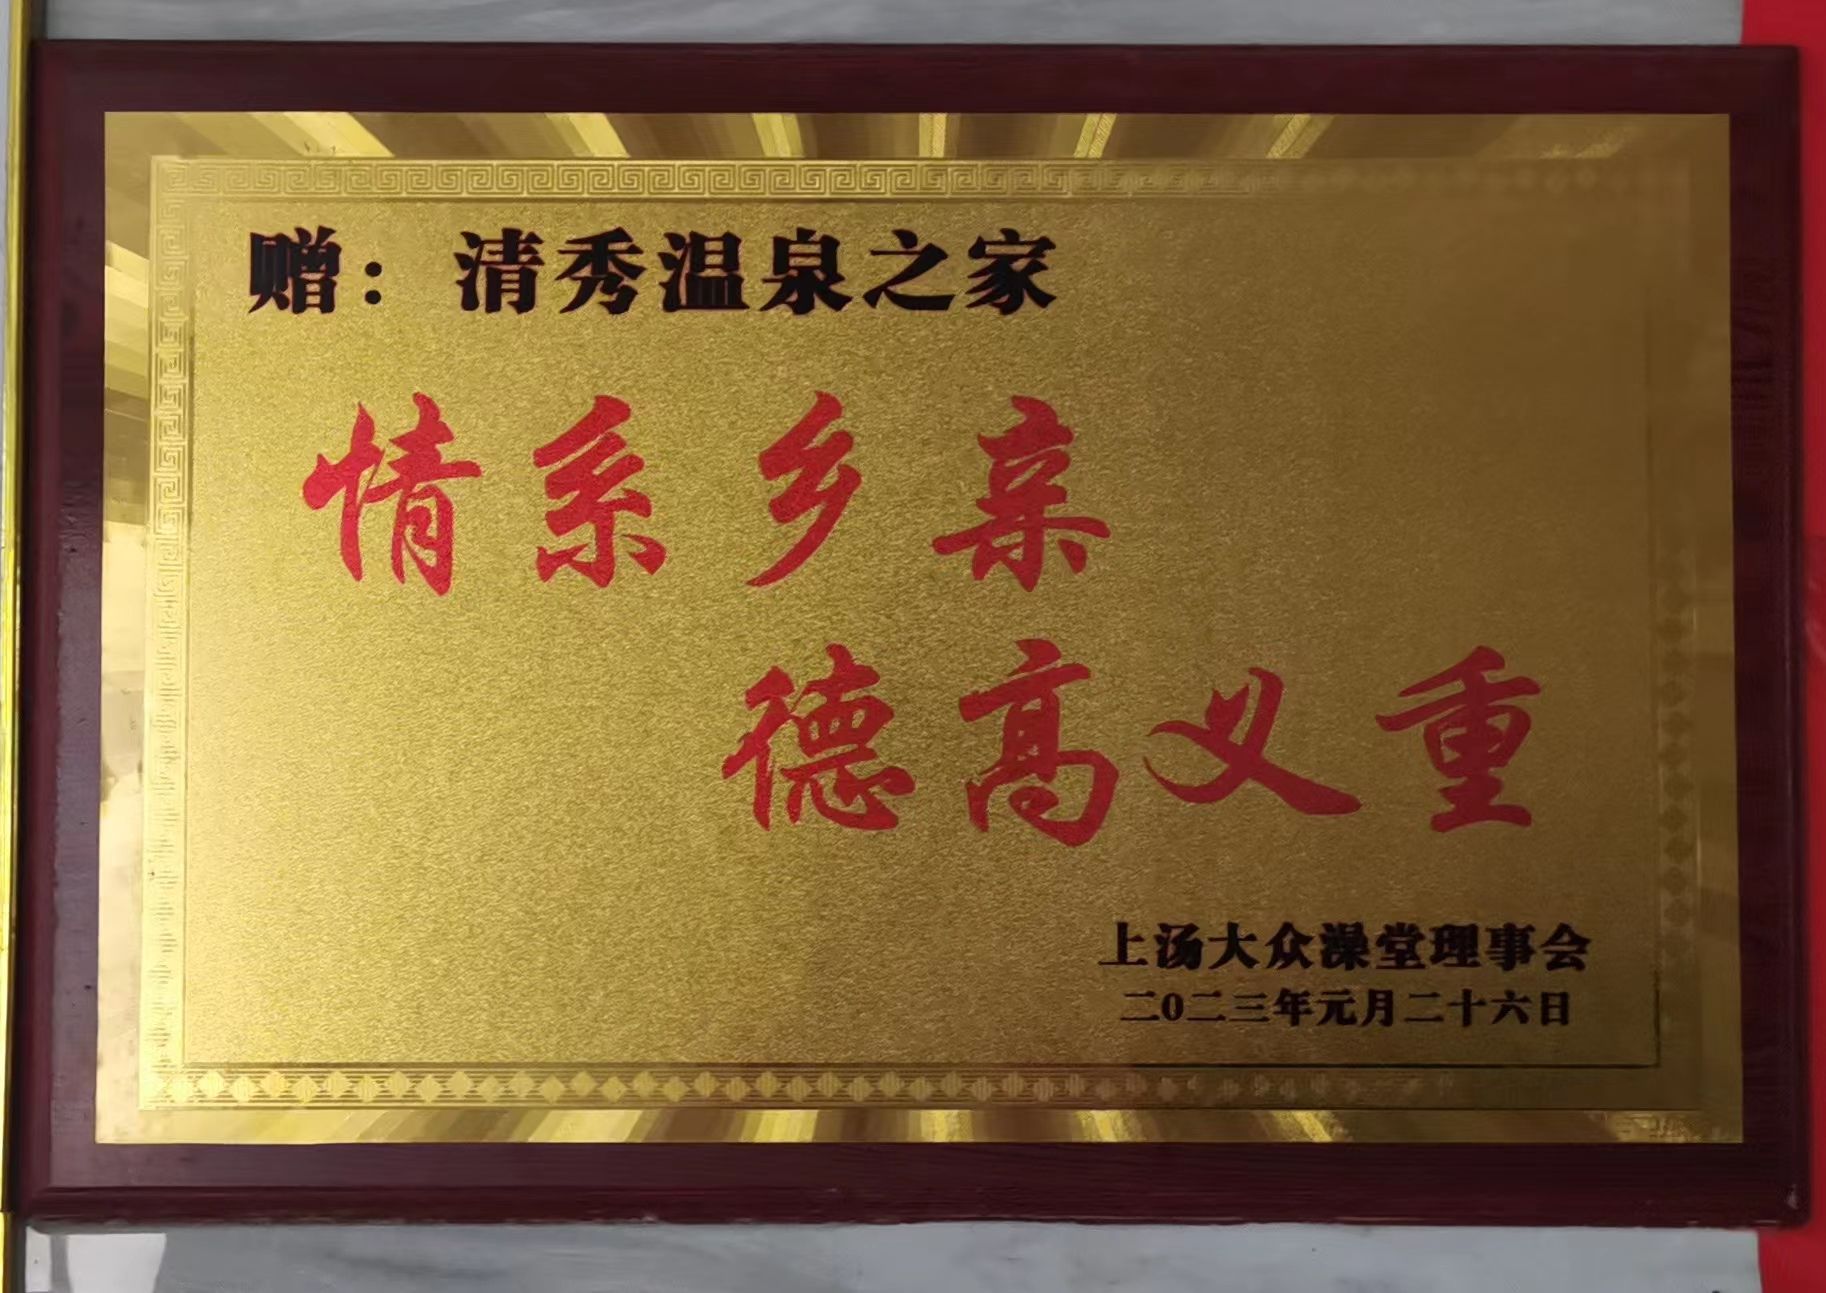 赠：清秀温泉之家
情系乡亲
德高义重
上汤大众澡堂理事会
二0二三年元月二十六日